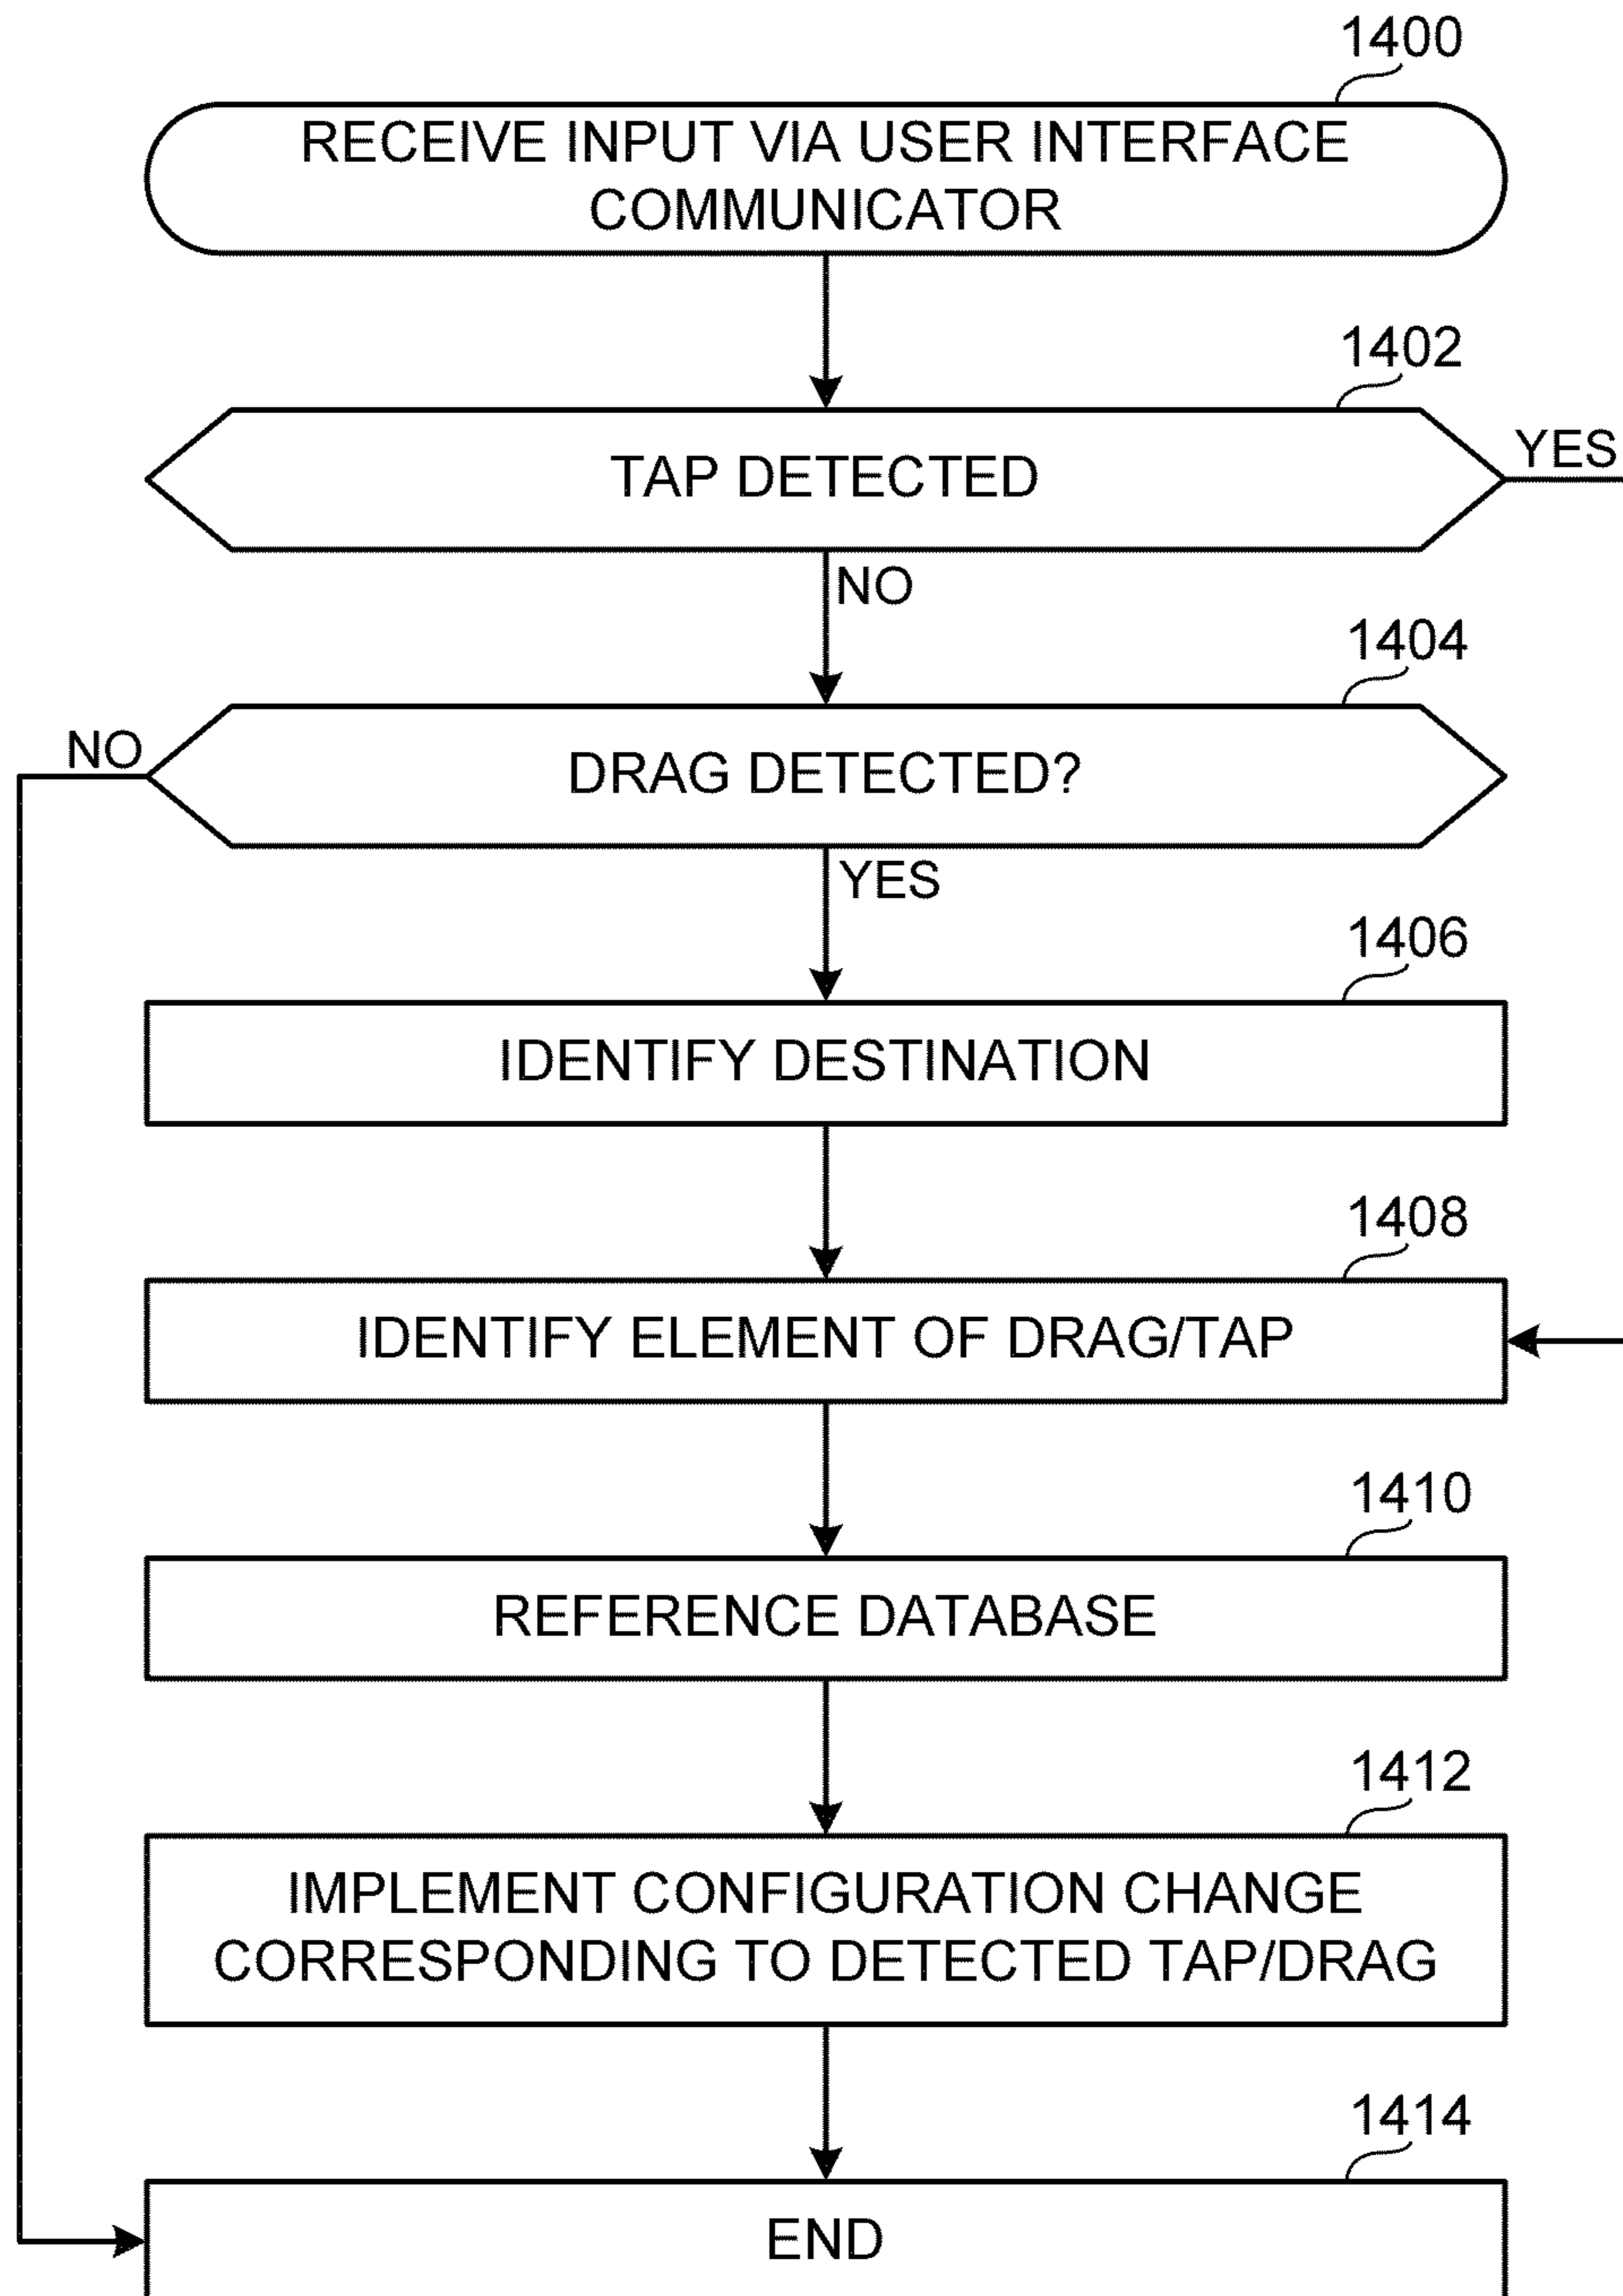 1400
RECEIVE INPUT VIA USER INTERFACE
COMMUNICATOR
1402
TAP DETECTED
YES
NO
1404
NO
DRAG DETECTED?
YES
1406
IDENTIFY DESTINATION
1408
IDENTIFY ELEMENT OF DRAG/TAP
1410
REFERENCE DATABASE
1412
IMPLEMENT CONFIGURATION CHANGE
CORRESPONDING TO DETECTED TAP/DRAG
1414
END